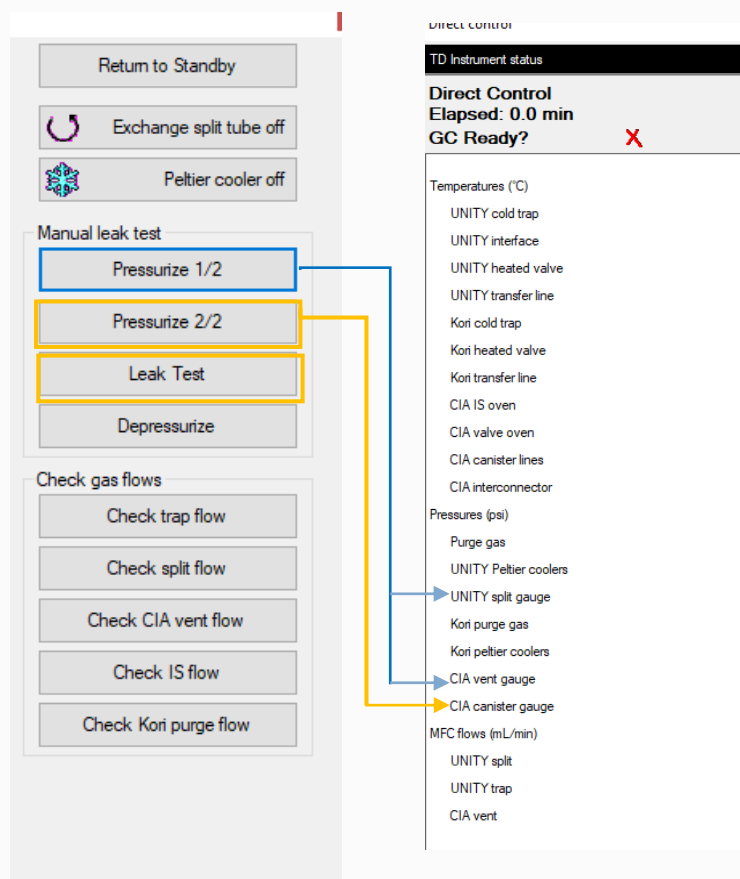 Return to Standby
Exchange split tube off
Peltier cooler off
Manual leak test
Pressurize 1/2
Pressurize 2/2
Leak Test
Depressurize
Check gas flows
Check trap flow
Check split flow
Check CIA vent flow
Check IS flow
Check Kori purge flow
Direct control
TD Instrument status
Direct Control
Elapsed: 0.0 min
GC Ready? X
Temperatures (°C)
UNITY cold trap
UNITY interface
UNITY heated valve
UNITY transfer line
Kori cold trap
Kori heated valve
Kori transfer line
CIA IS oven
CIA valve oven
CIA canister lines
CIA interconnector
Pressures (psi)
Purge gas
UNITY Peltier coolers
UNITY split gauge
Kori purge gas
Kori peltier coolers
CIA vent gauge
CIA canister gauge
MFC flows (mL/min)
UNITY split
UNITY trap
CIA vent